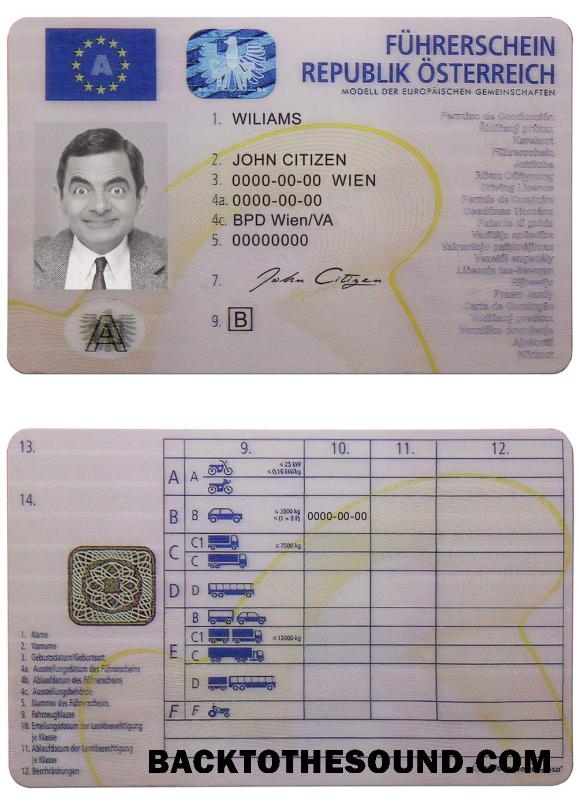 A
FÜHRERSCHEIN
REPUBLIK ÖSTERREICH
MODELL DER EUROPÄISCHEN GEMEINSCHAFTEN
1. WILIAMS
2. JOHN CITIZEN
3. 0000-00-00 WIEN
4a. 0000-00-00
4c. BPD Wien/VA
5. 00000000
7. John Citizen
9. B
A
Permiso de Conducción
Řidičský průkaz
Kørekort
Führerschein
Juhiluba
Driving Licence
Permis de Conduire
Patente di guida
Vadītāja apliecība
Vairuotojo pažymėjimas
Vezetői engedély
Liċenzja tas-Sewqan
Rijbewijs
Prawo Jazdy
Carta de Condução
Vodičský preukaz
Vozniško dovoljenje
Ajokortti
Körkort
13.
14.
9. 10. 11. 12.
A A ≤ 25 kW
≤ 0,16 kW/kg
B B ≤ 3500 kg
≤ (1 + 8 P) 0000-00-00
C C1 ≤ 7500 kg
C
D D
E B
C1 ≤ 12000 kg
C
D
F F
1. Name
2. Vorname
3. Geburtsdatum/Geburtsort
4a. Ausstellungsdatum des Führerscheins
4b. Ablaufdatum des Führerscheins
4c. Ausstellungsbehörde
5. Nummer des Führerscheins
9. Fahrzeugklasse
10. Erteilungsdatum der Lenkberechtigung
je Klasse
11. Ablaufdatum der Lenkberechtigung
je Klasse
12. Beschränkungen
BACKTOTHESOUND.COM